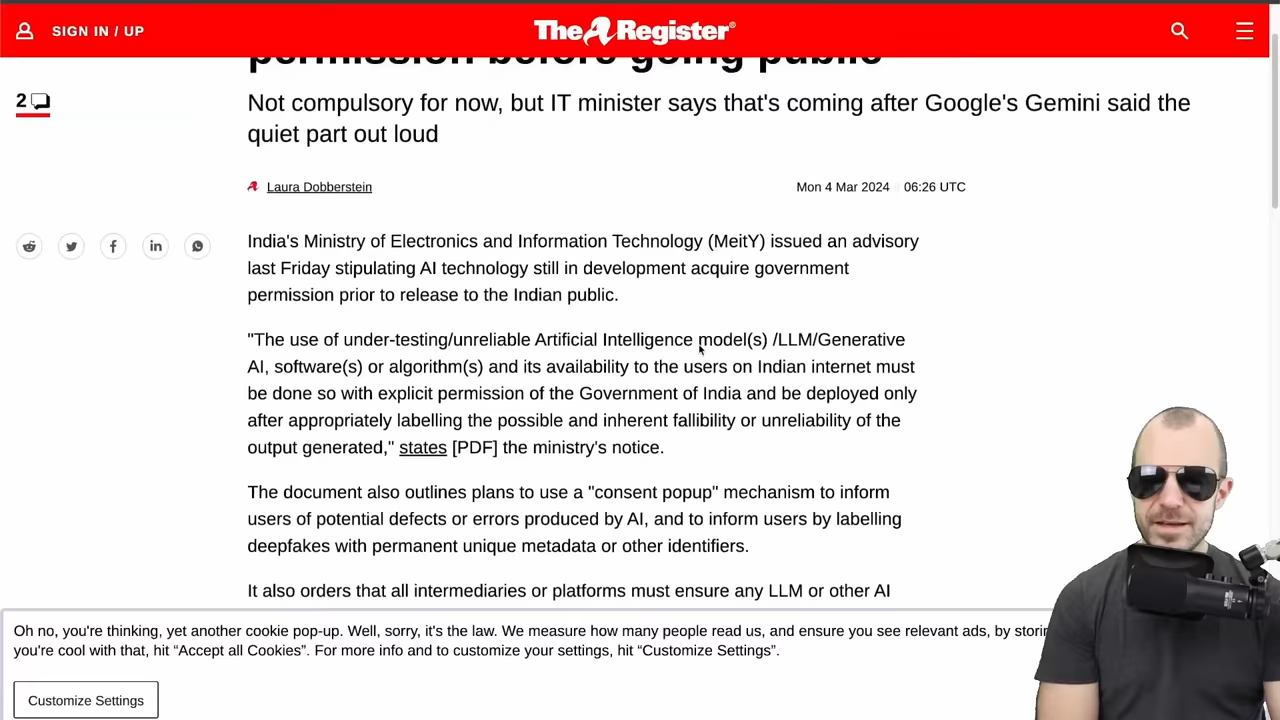 SIGN IN / UP
The Register®
permission before going public
2
Not compulsory for now, but IT minister says that's coming after Google's Gemini said the
quiet part out loud
Laura Dobberstein
Mon 4 Mar 2024 06:26 UTC
India's Ministry of Electronics and Information Technology (MeitY) issued an advisory
last Friday stipulating AI technology still in development acquire government
permission prior to release to the Indian public.
"The use of under-testing/unreliable Artificial Intelligence model(s) /LLM/Generative
AI, software(s) or algorithm(s) and its availability to the users on Indian internet must
be done so with explicit permission of the Government of India and be deployed only
after appropriately labelling the possible and inherent fallibility or unreliability of the
output generated," states [PDF] the ministry's notice.
The document also outlines plans to use a "consent popup" mechanism to inform
users of potential defects or errors produced by AI, and to inform users by labelling
deepfakes with permanent unique metadata or other identifiers.
It also orders that all intermediaries or platforms must ensure any LLM or other AI
Oh no, you're thinking, yet another cookie pop-up. Well, sorry, it's the law. We measure how many people read us, and ensure you see relevant ads, by
you're cool with that, hit “Accept all Cookies”. For more info and to customize your settings, hit “Customize Settings”.
Customize Settings